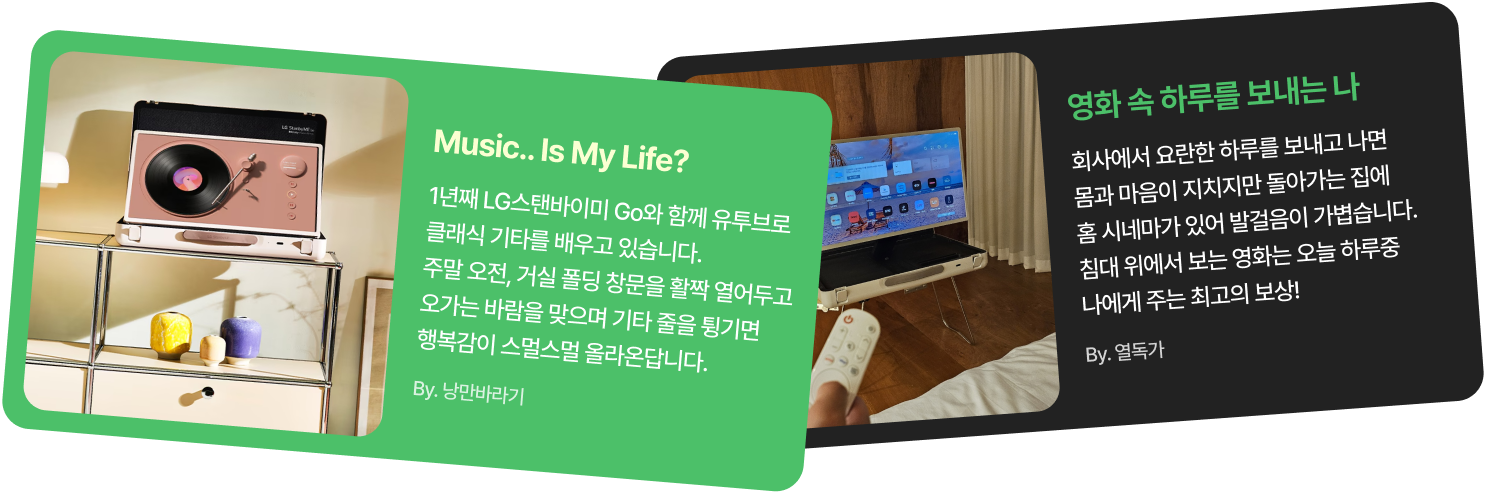 Music.. Is My Life?
1년째 LG스탠바이미 Go와 함께 유투브로
클래식 기타를 배우고 있습니다.
주말 오전, 거실 폴딩 창문을 활짝 열어두고
오가는 바람을 맞으며 기타 줄을 튕기면
행복감이 스멀스멀 올라온답니다.
By. 낭만바라기
영화 속 하루를 보내는 나
회사에서 요란한 하루를 보내고 나면
몸과 마음이 지치지만 돌아가는 집에
홈 시네마가 있어 발걸음이 가볍습니다.
침대 위에서 보는 영화는 오늘 하루중
나에게 주는 최고의 보상!
By. 열독가